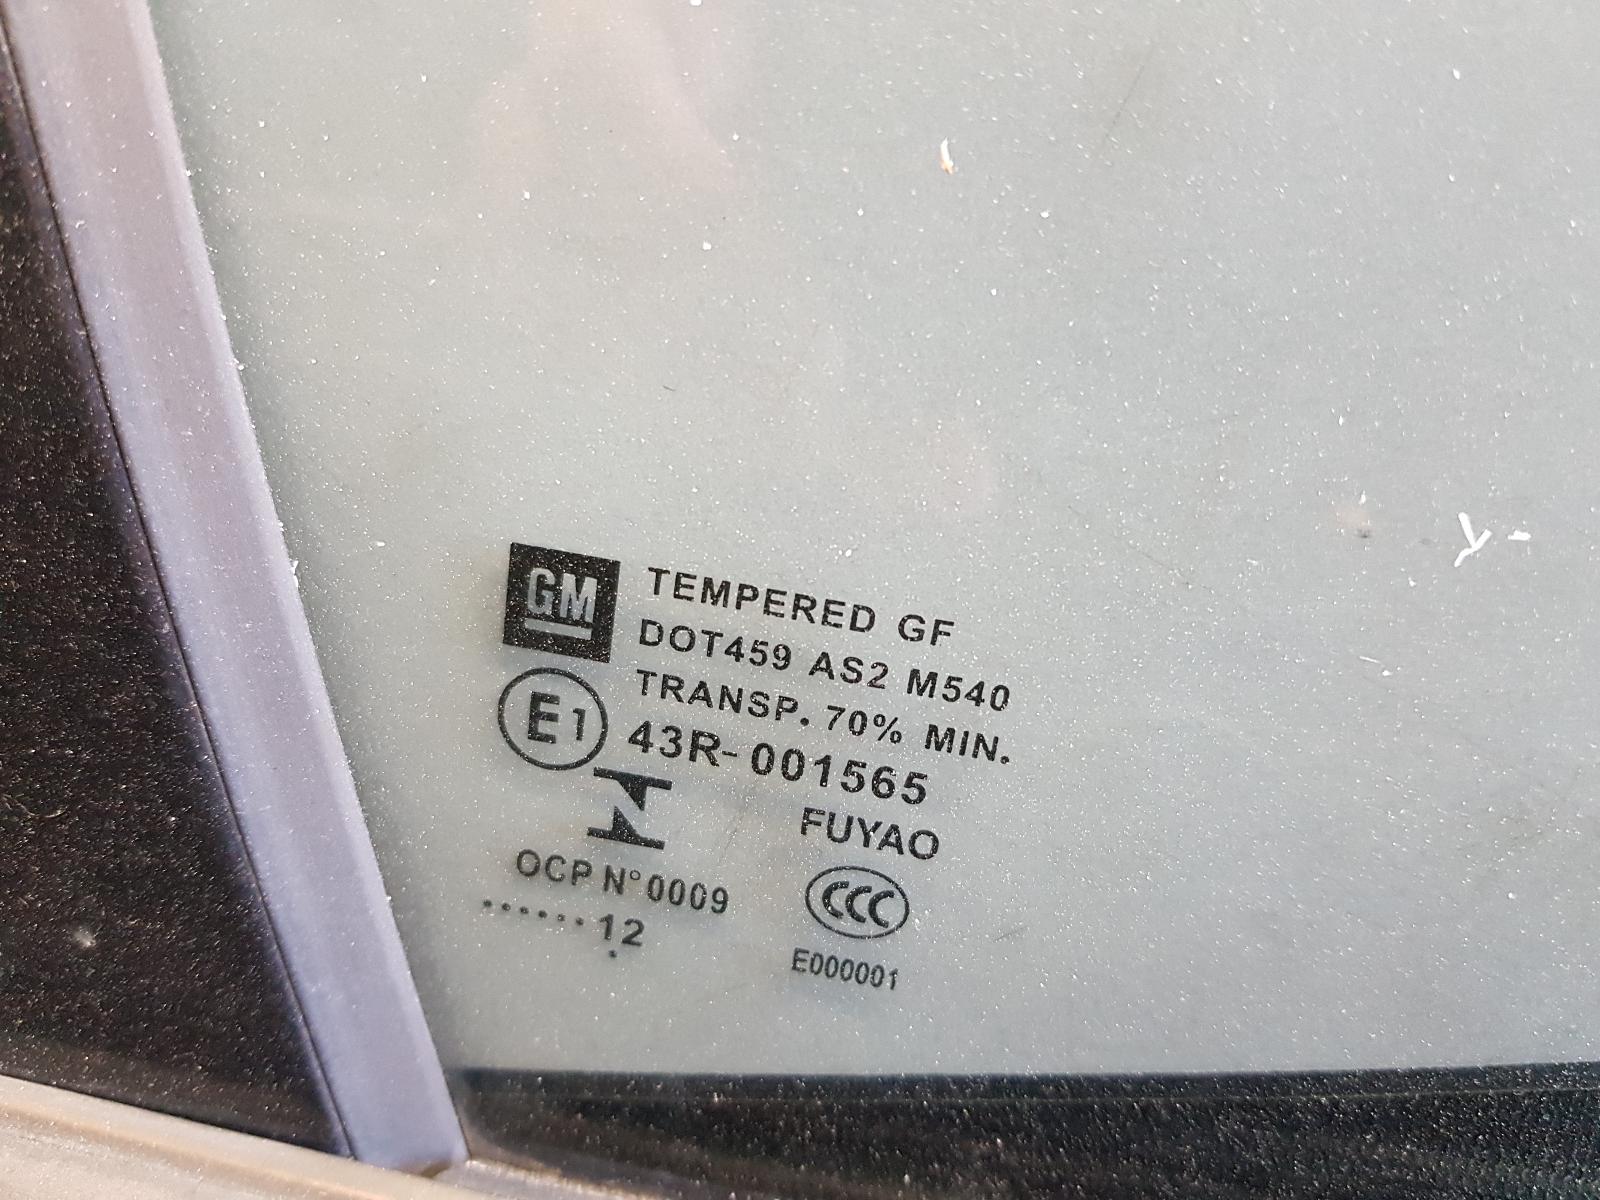 GM TEMPERED GF
DOT459 AS2 M540
TRANSP. 70% MIN.
E1 43R-001565
FUYAO
OCP N°0009
CCC
.......12
.
E000001